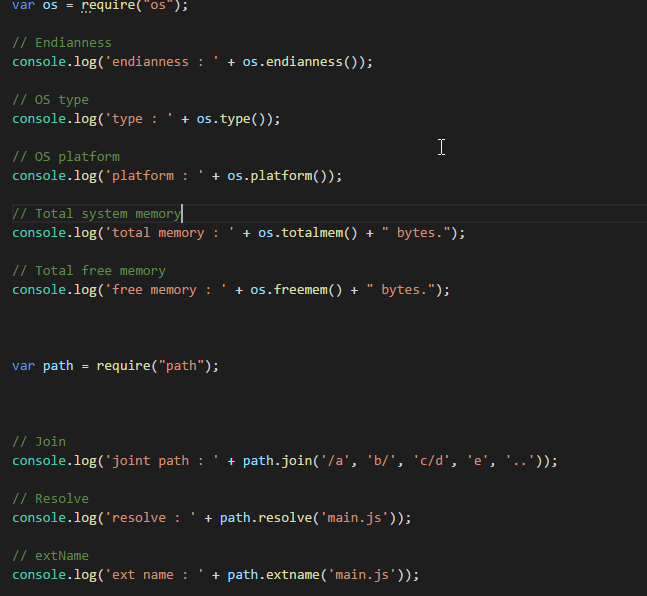 var os = require("os");
// Endianness
console.log('endianness : ' + os.endianness());
// OS type
console.log('type : ' + os.type());
// OS platform
console.log('platform : ' + os.platform());
// Total system memory
console.log('total memory : ' + os.totalmem() + " bytes.");
// Total free memory
console.log('free memory : ' + os.freemem() + " bytes.");
var path = require("path");
// Join
console.log('joint path : ' + path.join('/a', 'b/', 'c/d', 'e', '..'));
// Resolve
console.log('resolve : ' + path.resolve('main.js'));
// extName
console.log('ext name : ' + path.extname('main.js'));